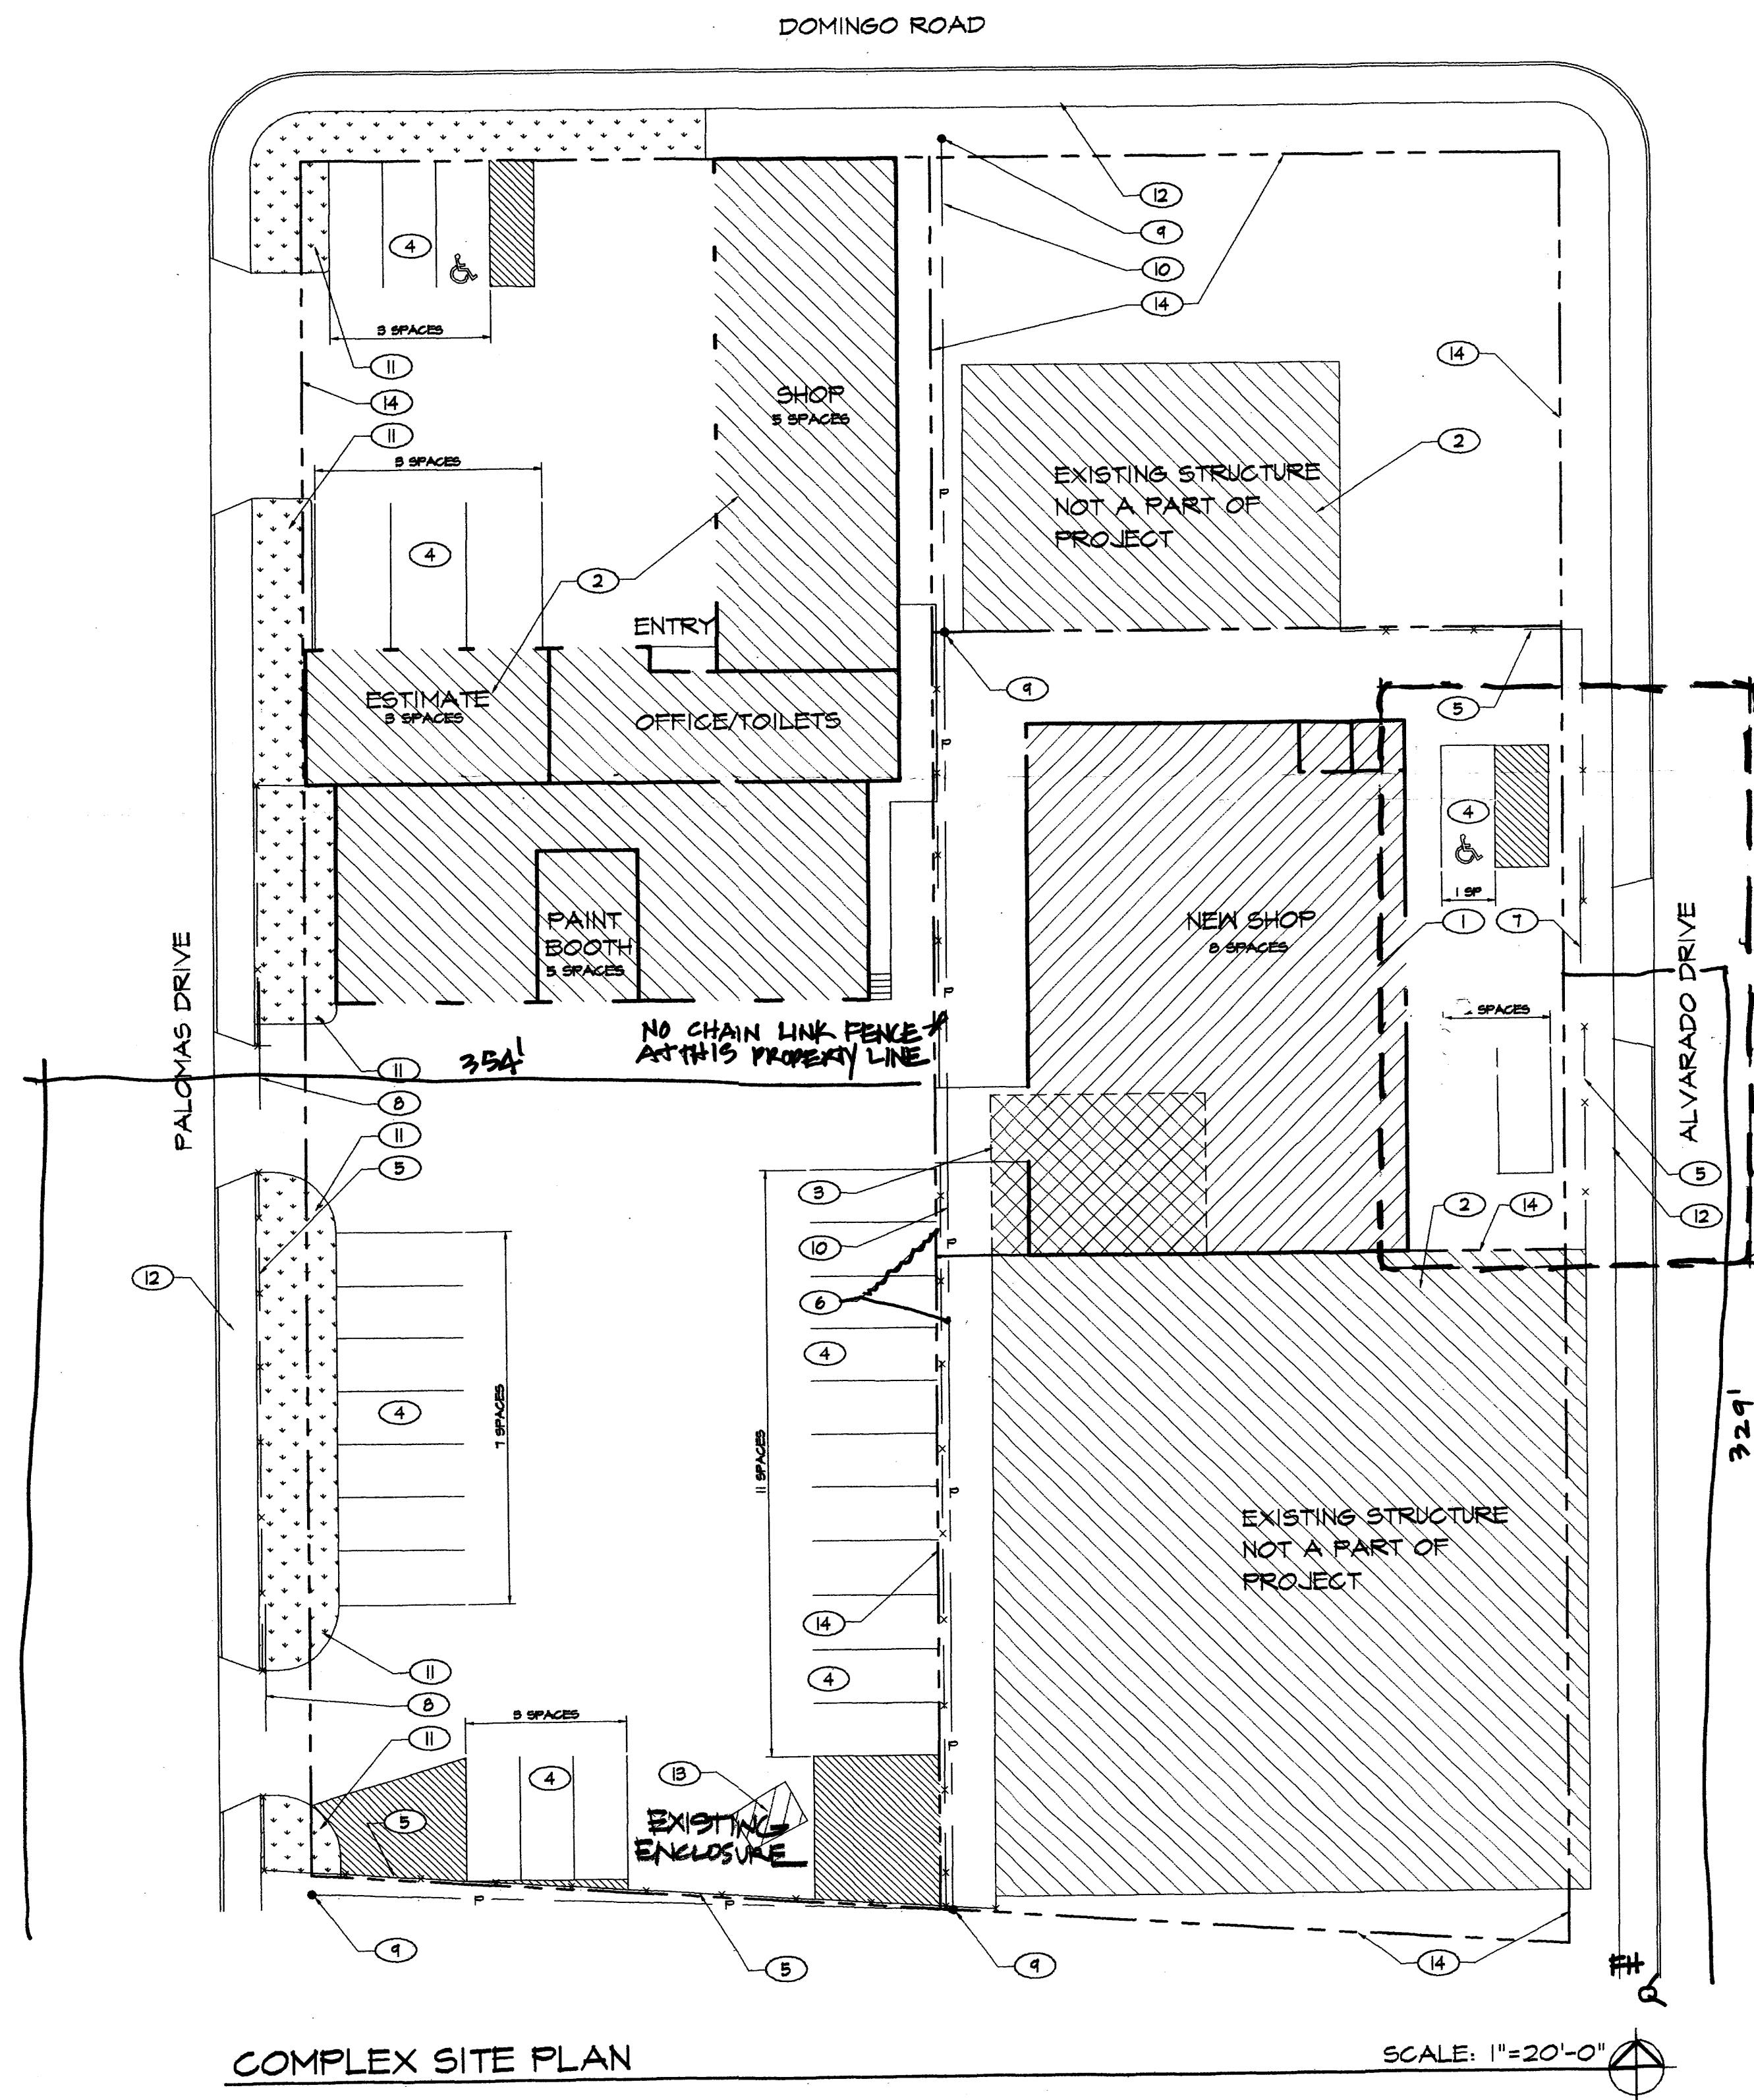 DOMINGO ROAD
12
9
10
14
4
3 SPACES
11
14
11
3 SPACES
4
SHOP
5 SPACES
14
2
EXISTING STRUCTURE
NOT A PART OF
PROJECT
P
2
ENTRY
9
5
ESTIMATE
3 SPACES
OFFICE/TOILETS
P
4
1 SP
PAINT
BOOTH
5 SPACES
P
NEW SHOP
8 SPACES
1
7
SPACES
PALOMAS DRIVE
ALVARADO DRIVE
NO CHAIN LINK FENCE
AT THIS PROPERTY LINE
354'
11
8
11
5
3
10
P
6
4
12
4
7 SPACES
11 SPACES
5
12
2
14
329'
P
EXISTING STRUCTURE
NOT A PART OF
PROJECT
14
4
11
8
11
3 SPACES
4
13
P
5
EXISTING
ENCLOSURE
P
P
9
5
9
14
FH
COMPLEX SITE PLAN
SCALE: 1"=20'-0"